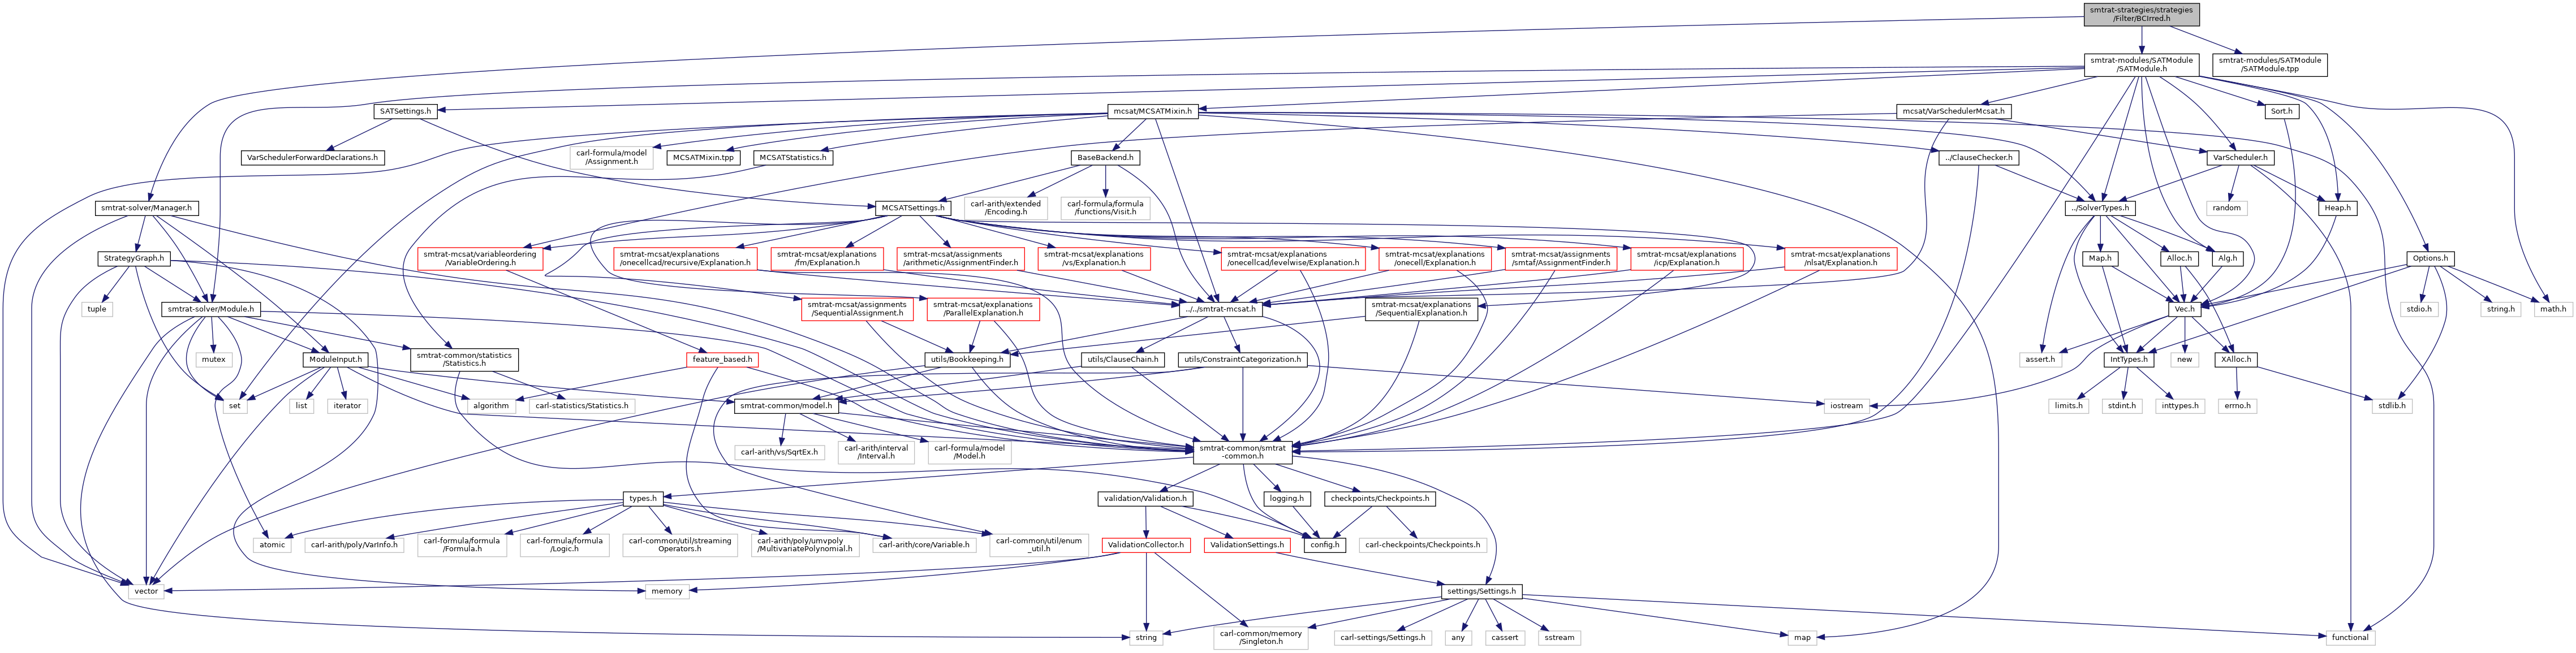 smtrat-strategies/strategies
/Filter/BCIrred.h
smtrat-modules/SATModule
/SATModule.h
smtrat-modules/SATModule
/SATModule.tpp
SATSettings.h
mcsat/MCSATMixin.h
mcsat/VarSchedulerMcsat.h
Sort.h
VarSchedulerForwardDeclarations.h
carl-formula/model
/Assignment.h
MCSATMixin.tpp
MCSATStatistics.h
BaseBackend.h
../ClauseChecker.h
VarScheduler.h
smtrat-solver/Manager.h
MCSATSettings.h
carl-arith/extended
/Encoding.h
carl-formula/formula
/functions/Visit.h
../SolverTypes.h
random
Heap.h
StrategyGraph.h
smtrat-mcsat/variableordering
/VariableOrdering.h
smtrat-mcsat/explanations
/onecellcad/recursive/Explanation.h
smtrat-mcsat/explanations
/fm/Explanation.h
smtrat-mcsat/assignments
/arithmetic/AssignmentFinder.h
smtrat-mcsat/explanations
/vs/Explanation.h
smtrat-mcsat/explanations
/onecellcad/levelwise/Explanation.h
smtrat-mcsat/explanations
/onecell/Explanation.h
smtrat-mcsat/assignments
/smtaf/AssignmentFinder.h
smtrat-mcsat/explanations
/icp/Explanation.h
smtrat-mcsat/explanations
/nlsat/Explanation.h
Map.h
Alloc.h
Alg.h
Options.h
tuple
smtrat-solver/Module.h
smtrat-mcsat/assignments
/SequentialAssignment.h
smtrat-mcsat/explanations
/ParallelExplanation.h
../../smtrat-mcsat.h
smtrat-mcsat/explanations
/SequentialExplanation.h
Vec.h
stdio.h
string.h
math.h
mutex
ModuleInput.h
smtrat-common/statistics
/Statistics.h
feature_based.h
utils/Bookkeeping.h
utils/ClauseChain.h
utils/ConstraintCategorization.h
assert.h
IntTypes.h
new
XAlloc.h
set
list
iterator
algorithm
carl-statistics/Statistics.h
smtrat-common/model.h
iostream
limits.h
stdint.h
inttypes.h
errno.h
stdlib.h
carl-arith/vs/SqrtEx.h
carl-arith/interval
/Interval.h
carl-formula/model
/Model.h
smtrat-common/smtrat
-common.h
types.h
validation/Validation.h
logging.h
checkpoints/Checkpoints.h
atomic
carl-arith/poly/VarInfo.h
carl-formula/formula
/Formula.h
carl-formula/formula
/Logic.h
carl-common/util/streaming
Operators.h
carl-arith/poly/umvpoly
/MultivariatePolynomial.h
carl-arith/core/Variable.h
carl-common/util/enum
_util.h
ValidationCollector.h
ValidationSettings.h
config.h
carl-checkpoints/Checkpoints.h
vector
memory
settings/Settings.h
string
carl-common/memory
/Singleton.h
carl-settings/Settings.h
any
cassert
sstream
map
functional